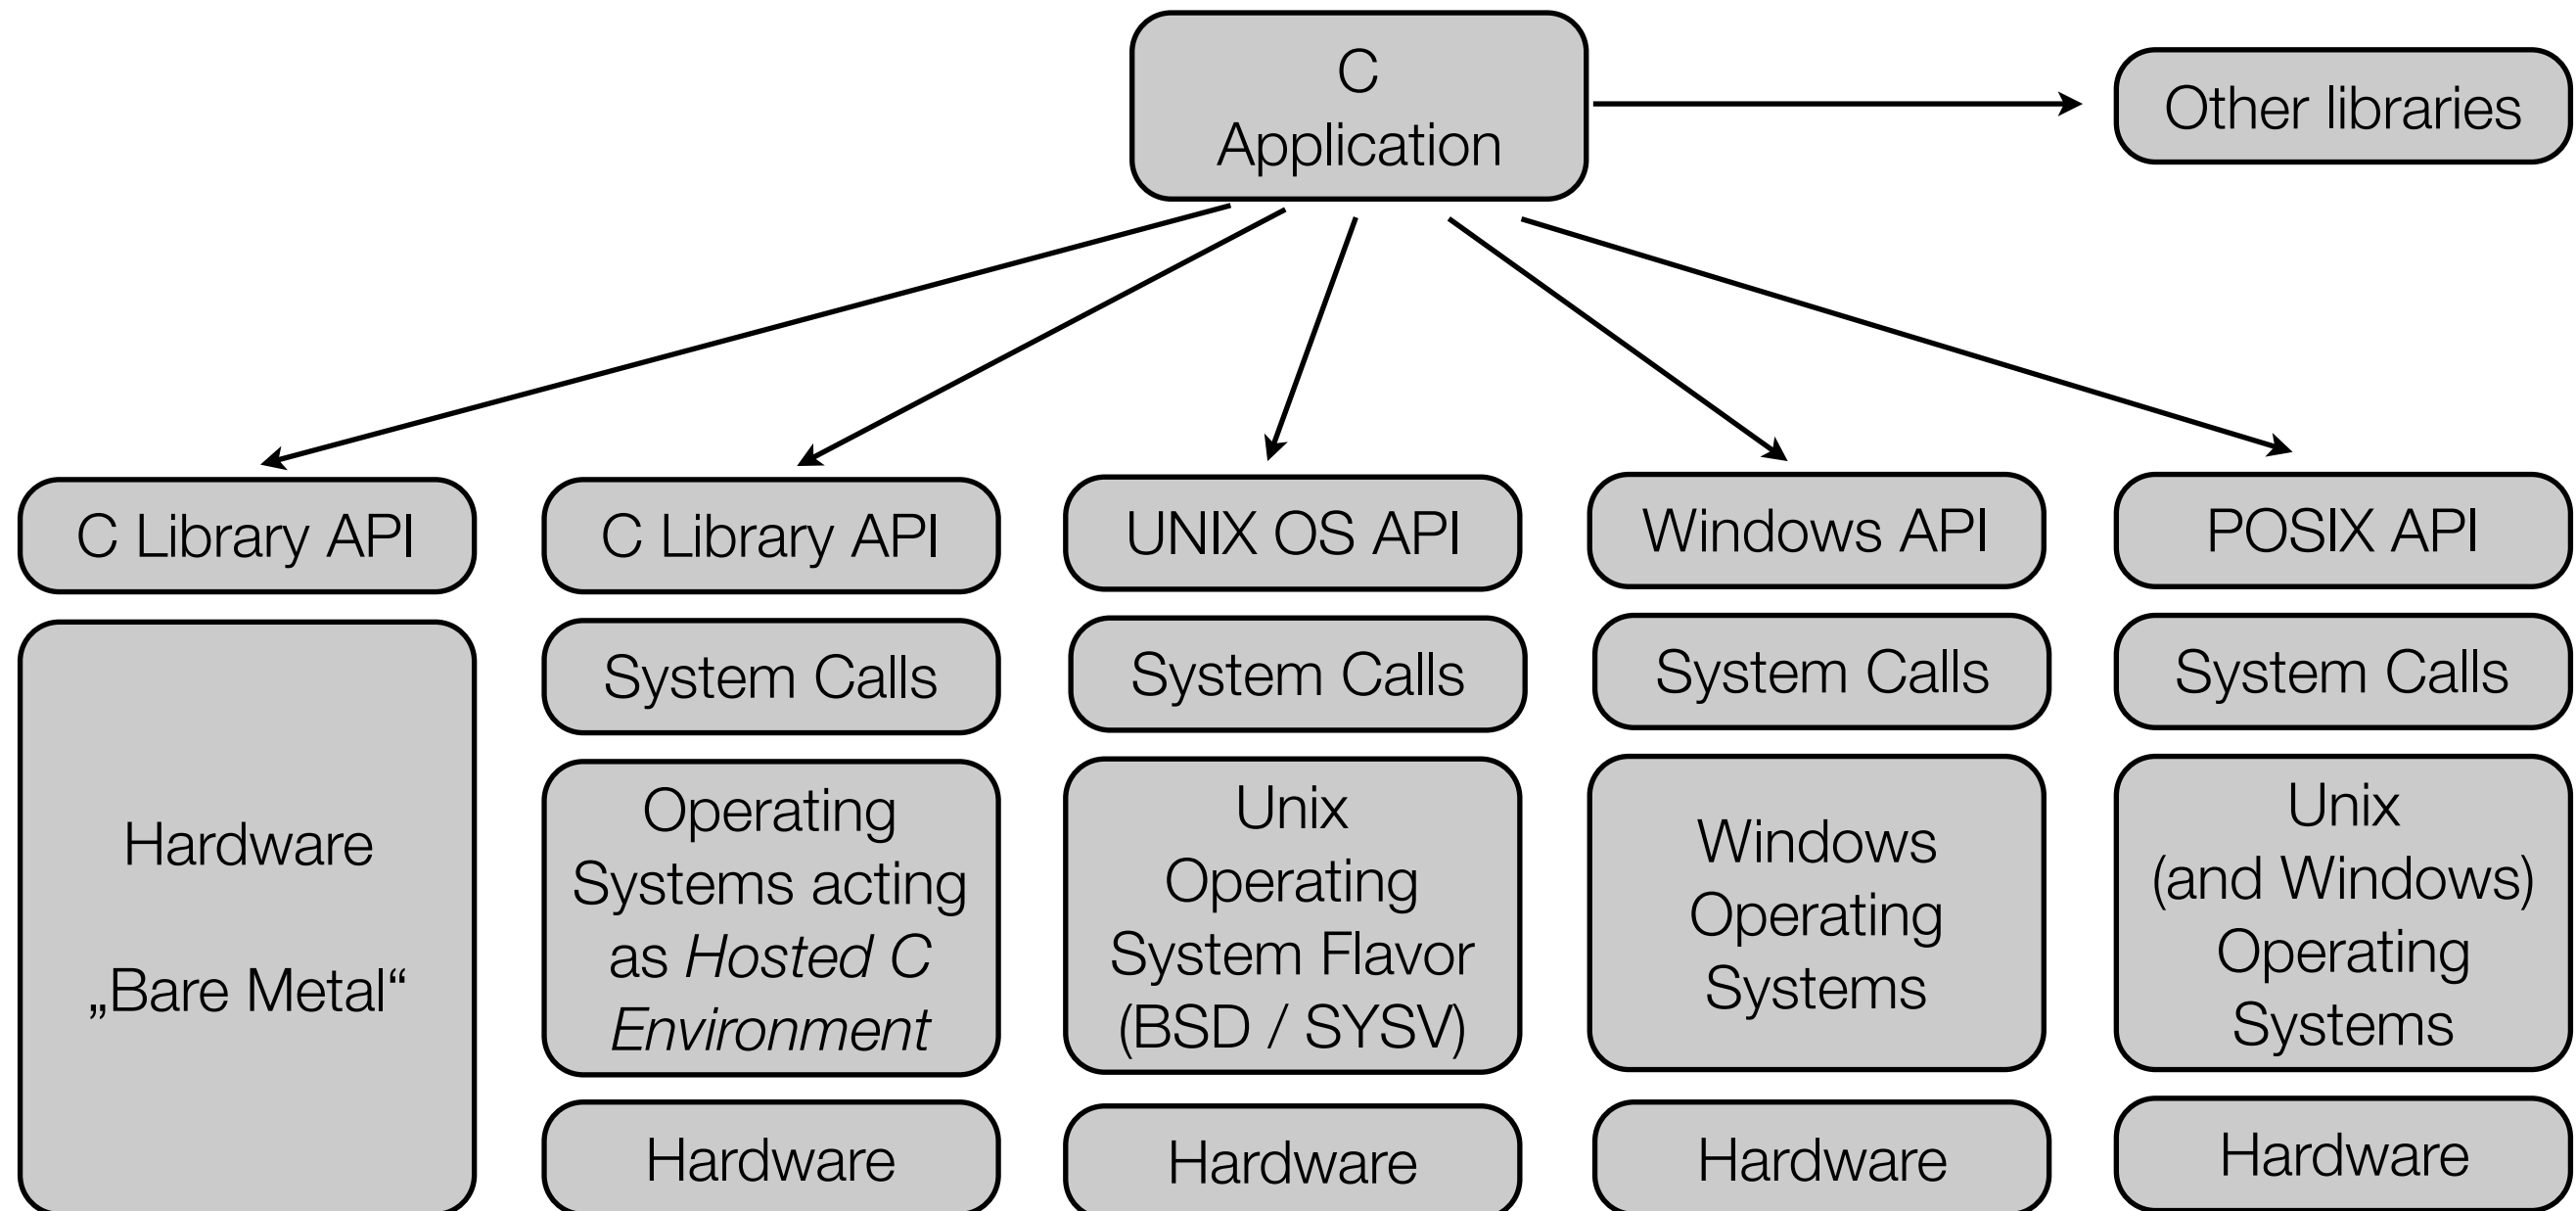 C
Application
Other libraries
C Library API
C Library API
UNIX OS API
Windows API
POSIX API
System Calls
System Calls
System Calls
System Calls
Hardware
„Bare Metal“
Operating
Systems acting
as Hosted C
Environment
Unix
Operating
System Flavor
(BSD / SYSV)
Windows
Operating
Systems
Unix
(and Windows)
Operating
Systems
Hardware
Hardware
Hardware
Hardware